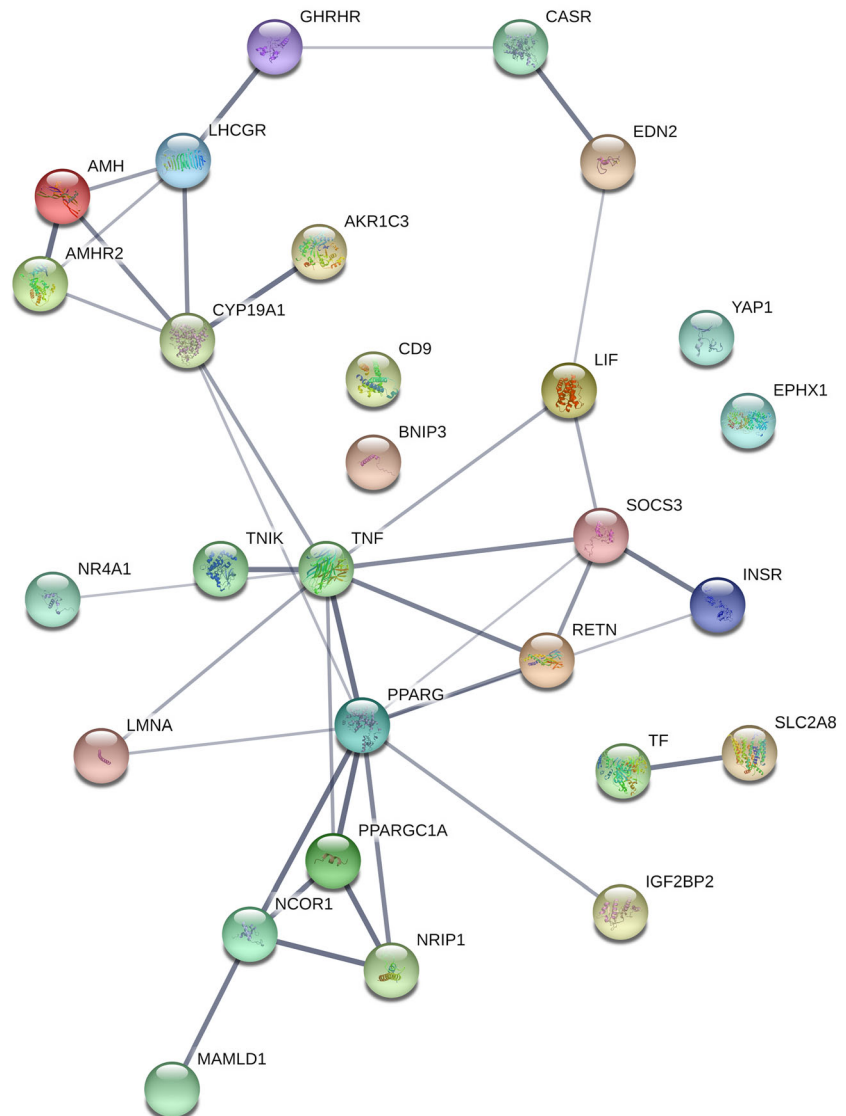 GHRHR
CASR
LHCGR
EDN2
AMH
AKR1C3
AMHR2
CYP19A1
YAP1
CD9
LIF
EPHX1
BNIP3
SOCS3
TNIK
TNF
NR4A1
INSR
RETN
PPARG
LMNA
SLC2A8
TF
PPARGC1A
IGF2BP2
NCOR1
NRIP1
MAMLD1